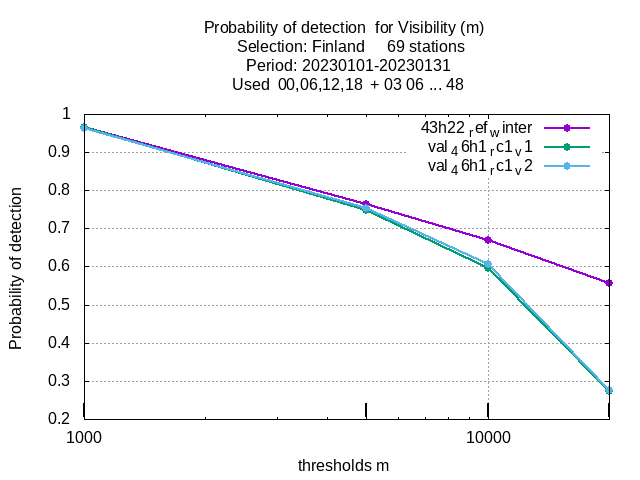 Probability of detection  for Visibility (m)
Selection: Finland     69 stations
Period: 20230101-20230131
Used  00,06,12,18  + 03 06 ... 48
43h22_ref_winter
val_46h1_rc1_v1
val_46h1_rc1_v2
Probability of detection
1
0.9
0.8
0.7
0.6
0.5
0.4
0.3
0.2
1000
10000
thresholds m